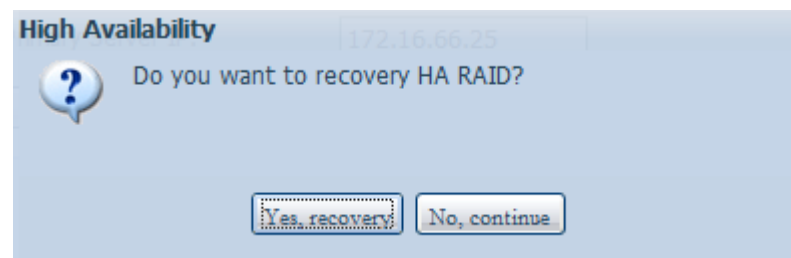 High Availability
172.16.66.25
Do you want to recovery HA RAID?
Yes, recovery
No, continue